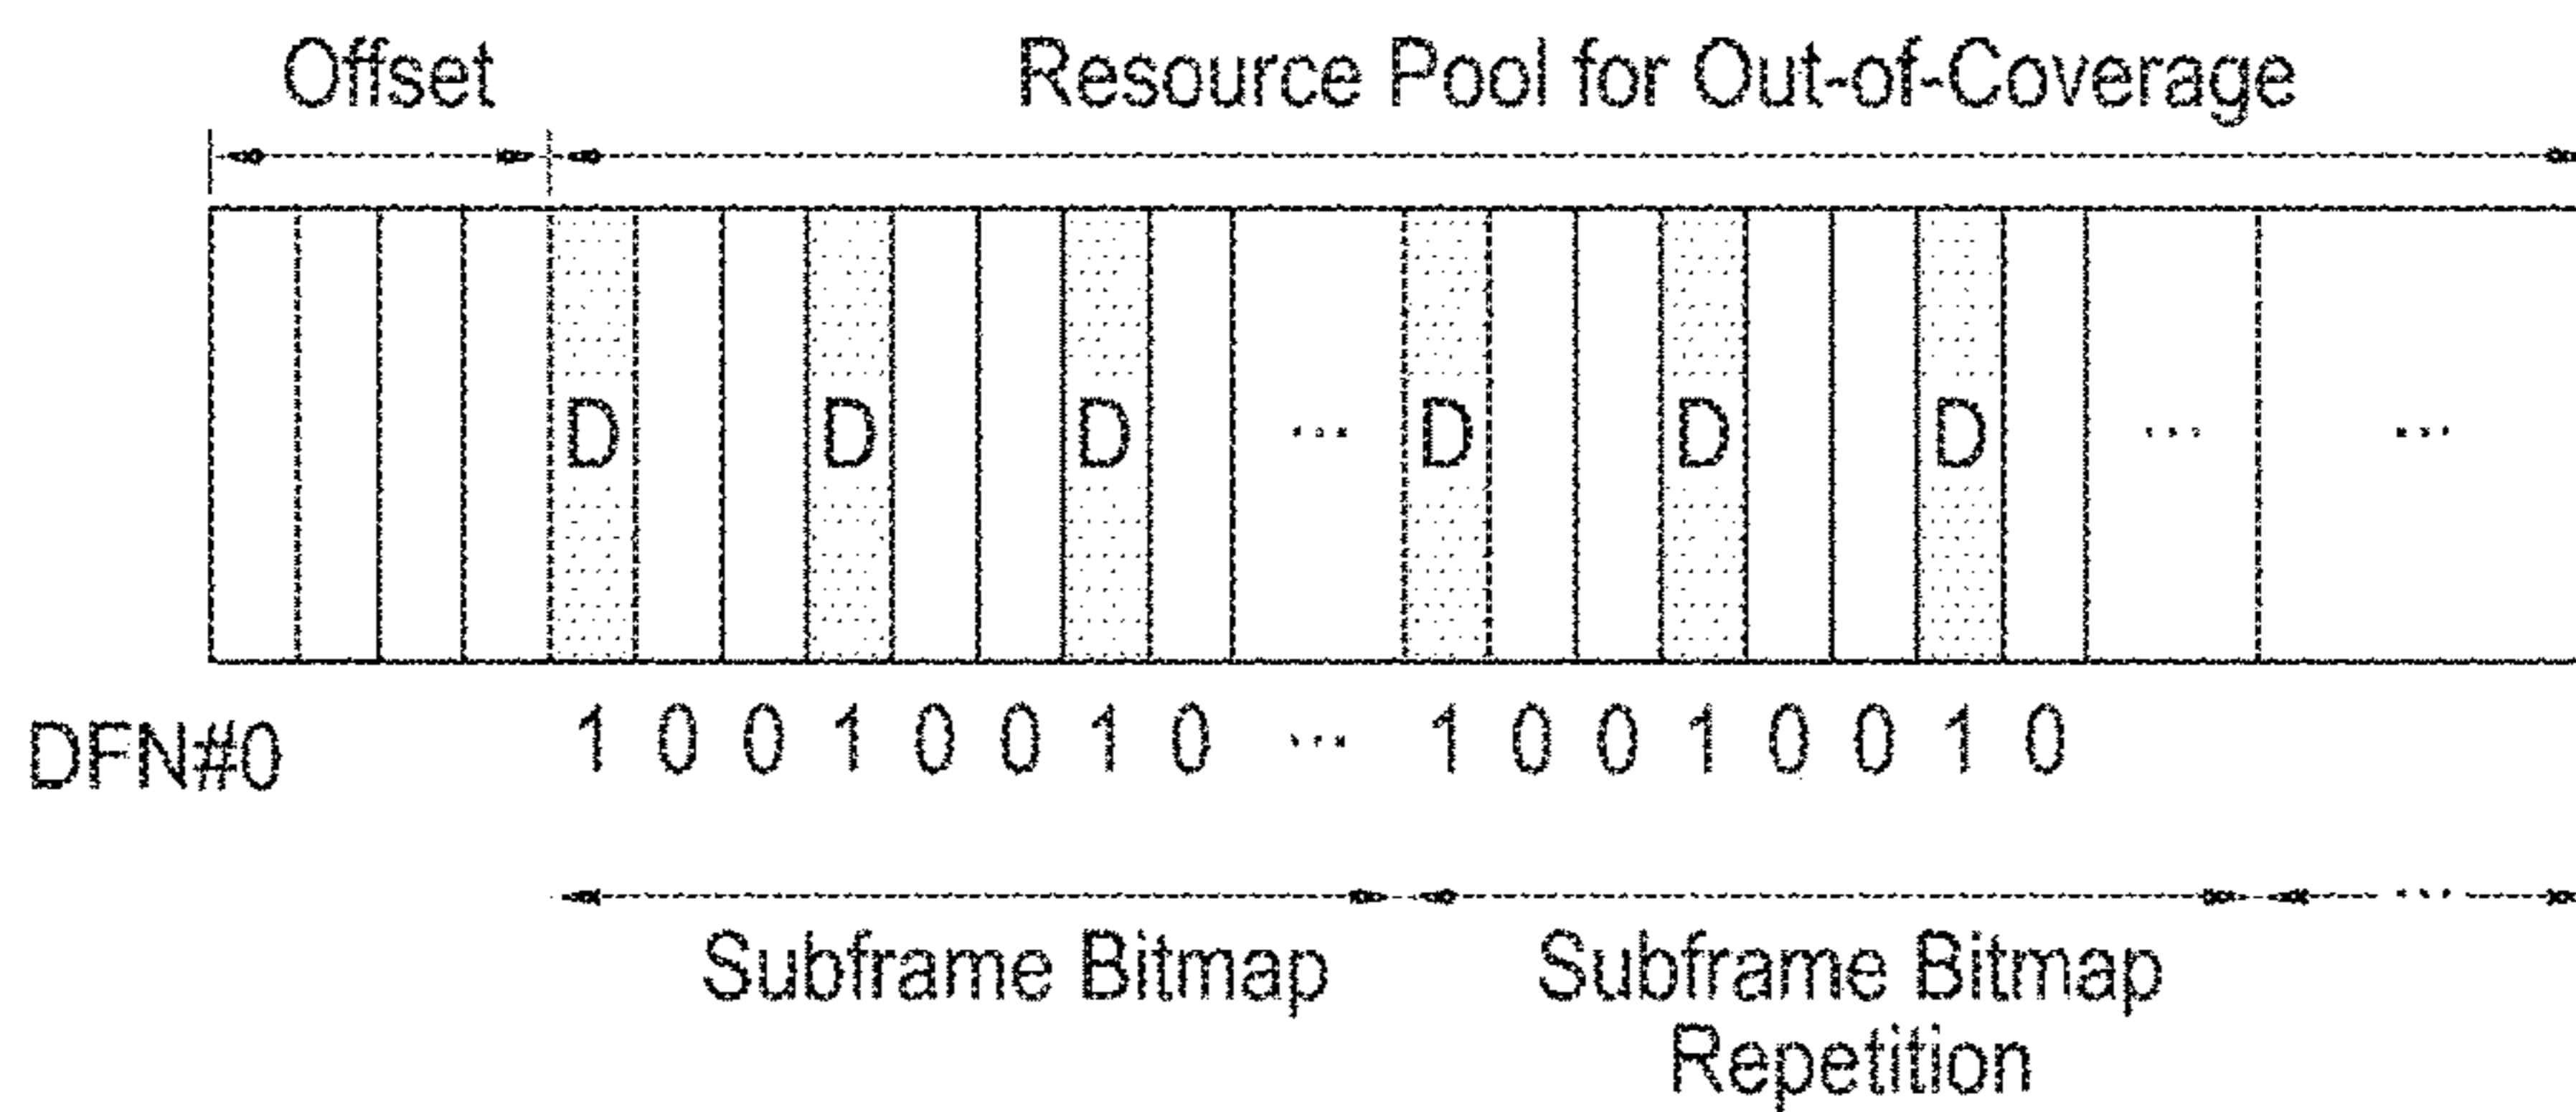 Offset Resource Pool for Out-of-Coverage
D D D ... D D D ... ...
DFN#0 1 0 0 1 0 0 1 0 ... 1 0 0 1 0 0 1 0
...
Subframe Bitmap Subframe Bitmap
Repetition